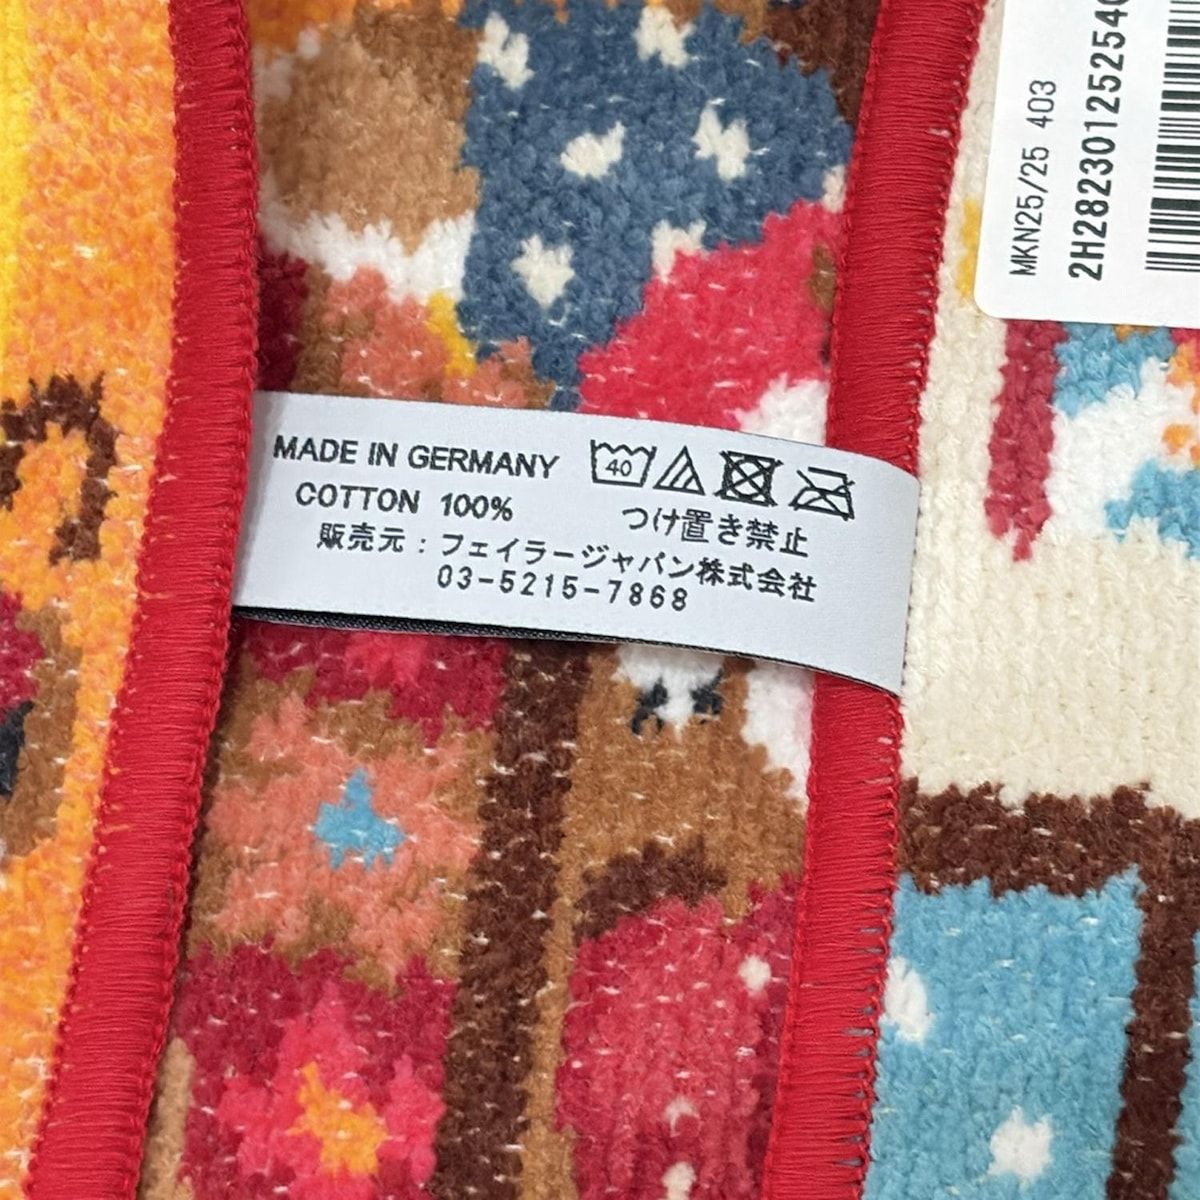 MADE IN GERMANY
COTTON 100%
40
つけ置き禁止
販売元：フェイラージャパン株式会社
03-5215-7868
MKN25/25 403